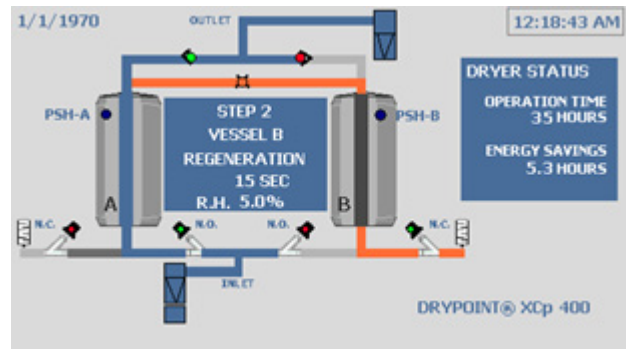 1/1/1970
OUTLET
12:18:43 AM
DRYER STATUS
OPERATION TIME
35 HOURS
ENERGY SAVINGS
5.3 HOURS
PSH-A
STEP 2
VESSEL B
REGENERATION
15 SEC
R.H. 5.0%
PSH-B
A
B
N.C.
N.O.
N.O.
N.C.
INLET
DRYPOINT® XCp 400